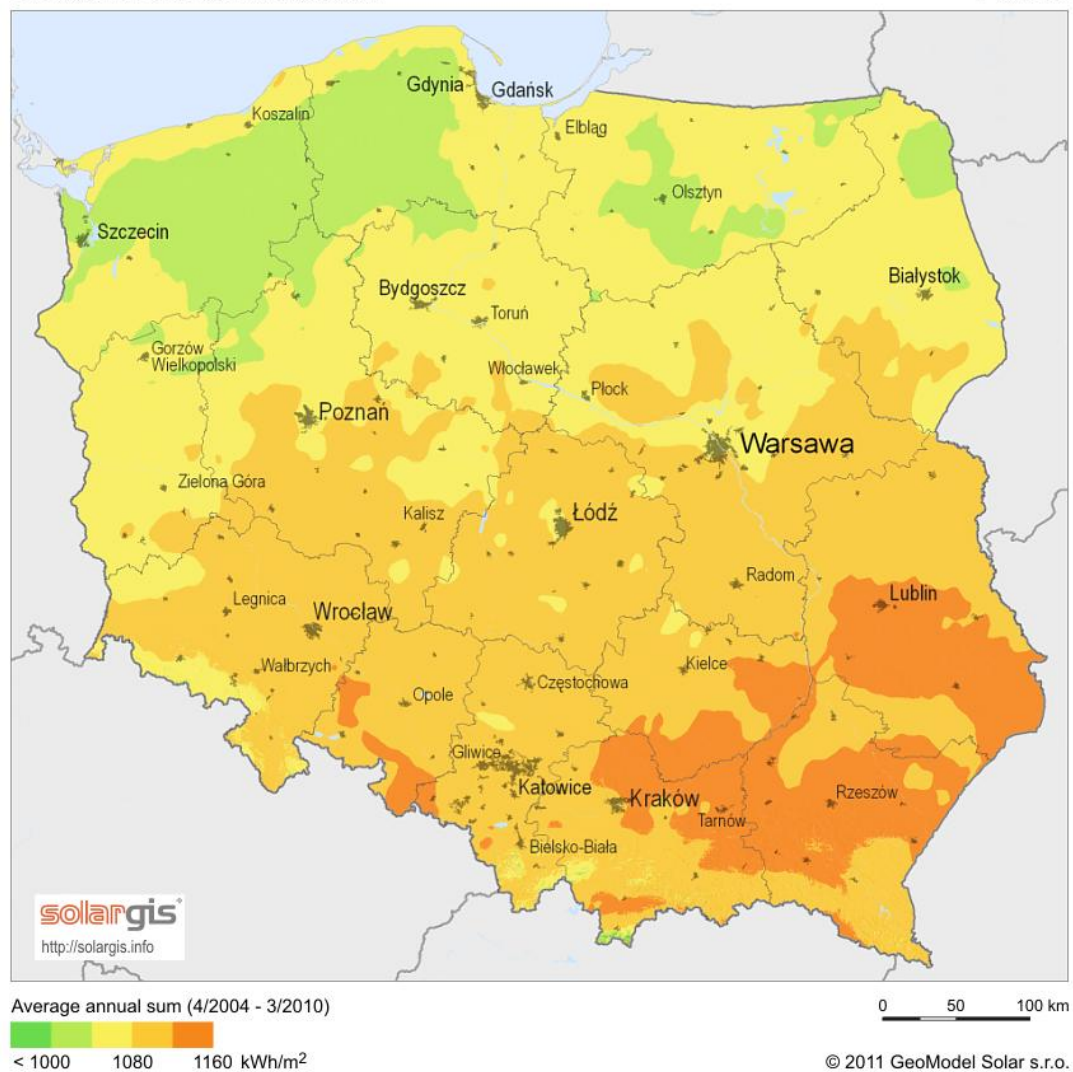 Gdynia
Gdańsk
Koszalin
Elbląg
Olsztyn
Szczecin
Białystok
Bydgoszcz
Toruń
Gorzów
Wielkopolski
Włocławek
Płock
Poznań
Warsawa
Zielona Góra
Kalisz
Łódź
Radom
Lublin
Legnica
Wrocław
Wałbrzych
Kielce
Opole
Częstochowa
Gliwice
Katowice
Kraków
Rzeszów
Tarnów
Bielsko-Biała
solargis
http://solargis.info
Average annual sum (4/2004 - 3/2010)
0 50 100 km
< 1000 1080 1160 kWh/m²
© 2011 GeoModel Solar s.r.o.